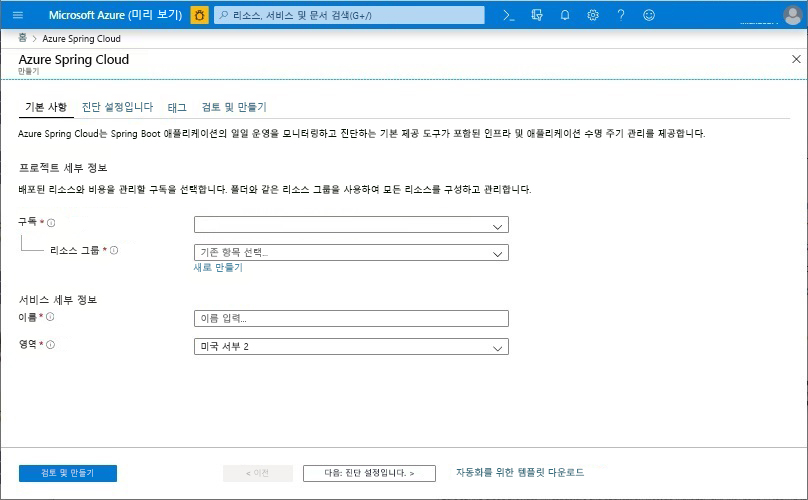 Microsoft Azure (미리 보기)
리소스, 서비스 및 문서 검색(G+/)
홈 > Azure Spring Cloud
Azure Spring Cloud
만들기
기본 사항 진단 설정입니다 태그 검토 및 만들기
Azure Spring Cloud는 Spring Boot 애플리케이션의 일일 운영을 모니터링하고 진단하는 기본 제공 도구가 포함된 인프라 및 애플리케이션 수명 주기 관리를 제공합니다.
프로젝트 세부 정보
배포된 리소스와 비용을 관리할 구독을 선택합니다. 폴더와 같은 리소스 그룹을 사용하여 모든 리소스를 구성하고 관리합니다.
구독 *
리소스 그룹 * 기존 항목 선택...
새로 만들기
서비스 세부 정보
이름 * 이름 입력...
영역 * 미국 서부 2
검토 및 만들기 < 이전 다음: 진단 설정입니다. > 자동화를 위한 템플릿 다운로드